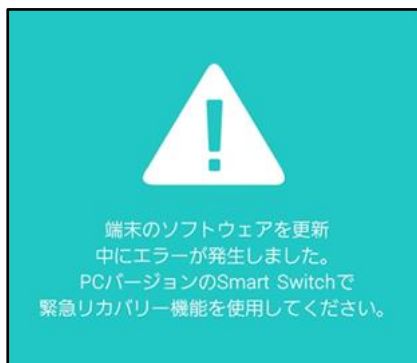 端末のソフトウェアを更新
中にエラーが発生しました。
PCバージョンのSmart Switchで
緊急リカバリー機能を使用してください。